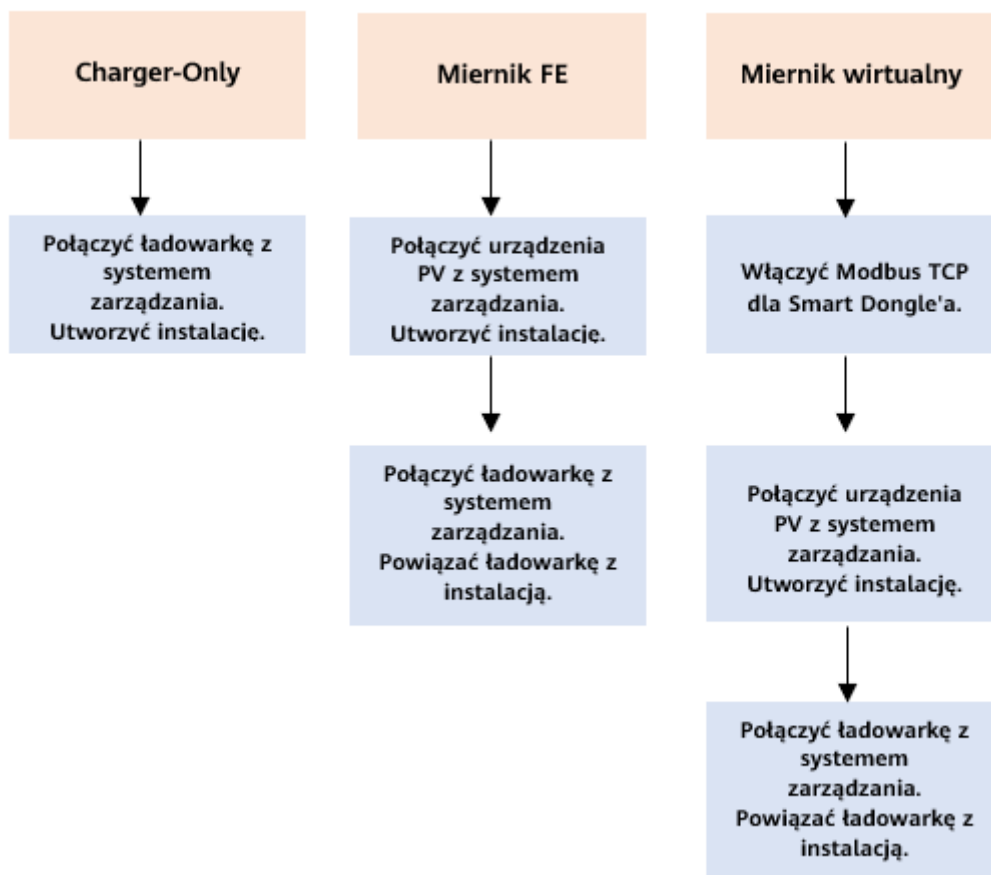 Charger-Only
Połączyć ładowarkę z
systemem
zarządzania.
Utworzyć instalację.
Miernik FE
Połączyć urządzenia
PV z systemem
zarządzania.
Utworzyć instalację.
Połączyć ładowarkę z
systemem
zarządzania.
Powiązać ładowarkę z
instalacją.
Miernik wirtualny
Włączyć Modbus TCP
dla Smart Dongle'a.
Połączyć urządzenia
PV z systemem
zarządzania.
Utworzyć instalację.
Połączyć ładowarkę z
systemem
zarządzania.
Powiązać ładowarkę z
instalacją.